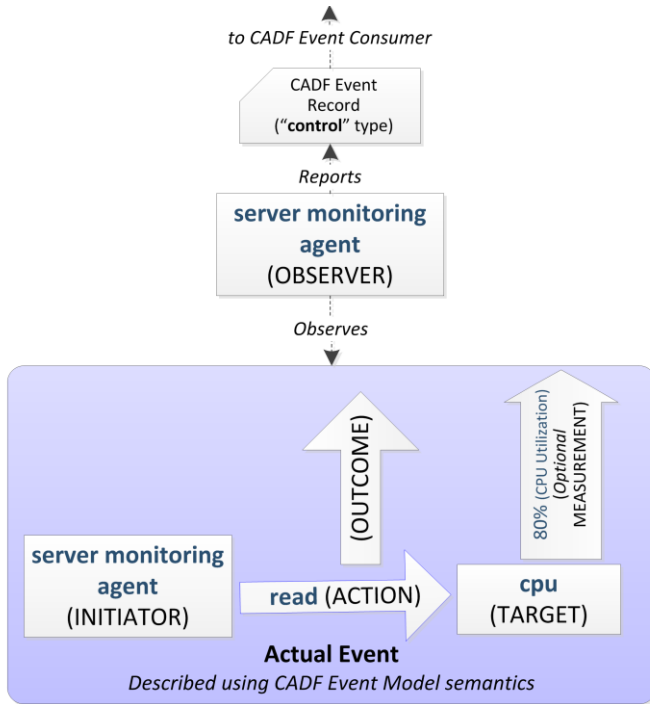 to CADF Event Consumer
CADF Event
Record
(“control” type)
Reports
server monitoring
agent
(OBSERVER)
Observes
(OUTCOME)
80% (CPU Utilization)
(Optional
MEASUREMENT)
server monitoring
agent
(INITIATOR)
read (ACTION)
cpu
(TARGET)
Actual Event
Described using CADF Event Model semantics